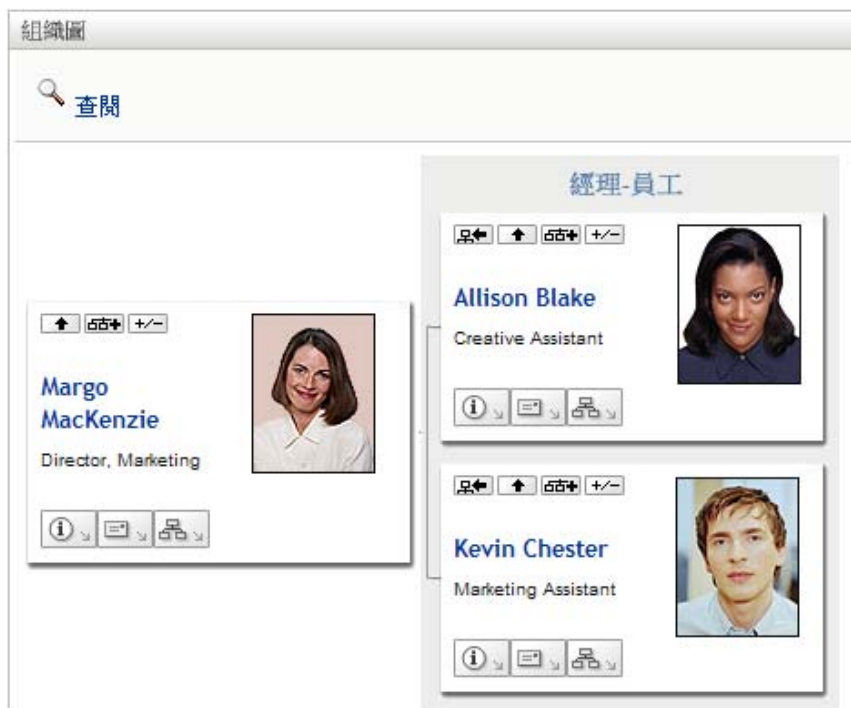 組織圖
查閱
經理-員工
Margo
MacKenzie
Director, Marketing
Allison Blake
Creative Assistant
Kevin Chester
Marketing Assistant